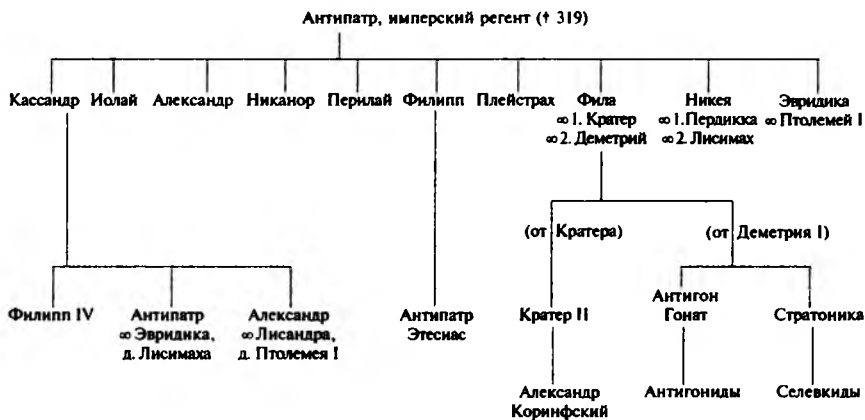 Антипатр, имперский регент († 319)
Кассандр Иолай Александр Никанор Перилай Филипп Плейстрах Фила Никея Эвридика
∞ 1. Кратер ∞ 1. Пердикка ∞ Птолемей I
∞ 2. Деметрий ∞ 2. Лисимах
(от Кратера) (от Деметрия I)
Филипп IV Антипатр Александр Антипатр Кратер II Антигон Стратоника
∞ Эвридика, ∞ Лисандра, Этесиас Гонат
д. Лисимаха д. Птолемея I
Александр Антигониды Селевкиды
Коринфский